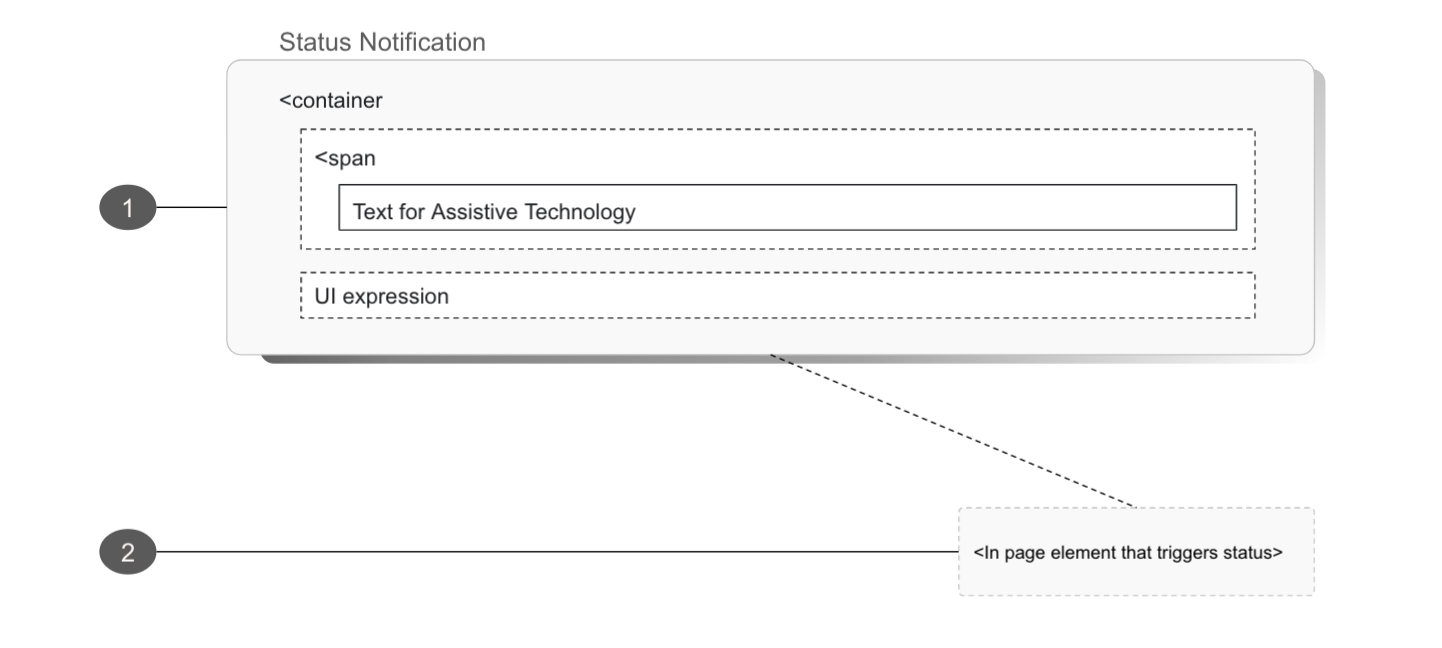 Status Notification
<container
<span
1
Text for Assistive Technology
UI expression
2
<In page element that triggers status>